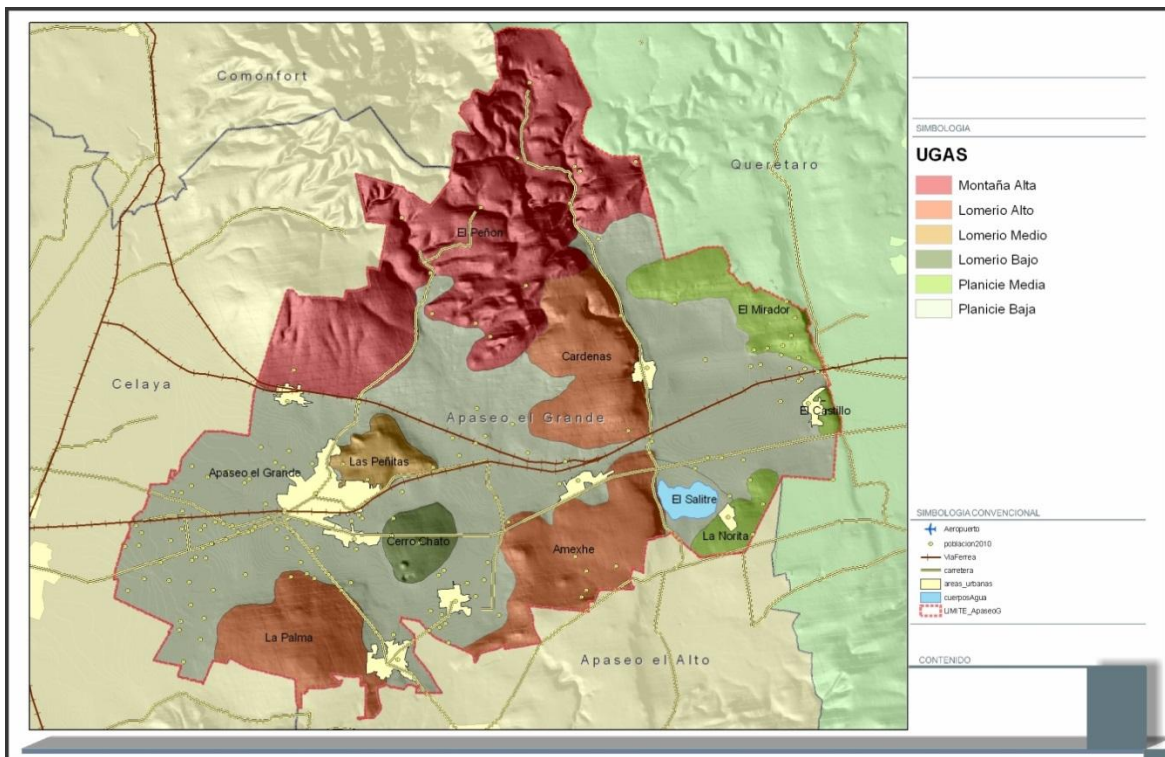 Comonfort
Querétaro
El Peñon
El Mirador
Cardenas
Celaya
Apaseo el Grande
El Castillo
Apaseo el Grande
Las Peñitas
El Salitre
La Norita
Cerro Chato
Amexhe
La Palma
Apaseo el Alto
SIMBOLOGIA
UGAS
Montaña Alta
Lomerio Alto
Lomerio Medio
Lomerio Bajo
Planicie Media
Planicie Baja
SIMBOLOGIA CONVENCIONAL
Aeropuerto
poblacion2010
ViaFerrea
carretera
areas_urbanas
cuerposAgua
LIMITE_ApaseoG
CONTENIDO